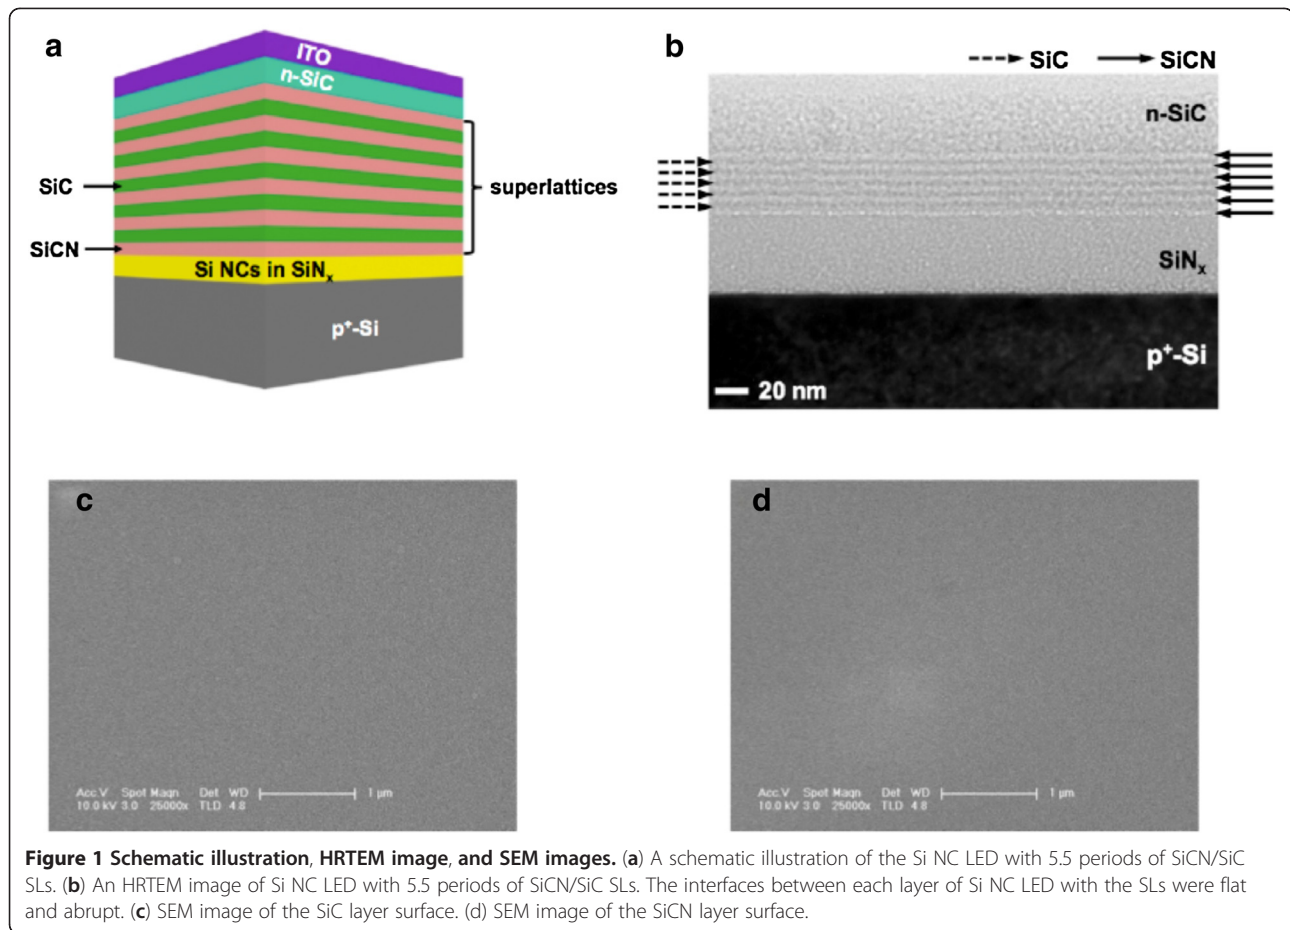 a
ITO
n-SiC
SiC
superlattices
SiCN
Si NCs in SiNx
p+-Si
b
SiC
SiCN
n-SiC
SiNx
p+-Si
20 nm
c
Acc.V Spot Magn Det WD
10.0 kV 3.0 25000x TLD 4.8 1 µm
d
Acc.V Spot Magn Det WD
10.0 kV 3.0 25000x TLD 4.8 1 µm
Figure 1 Schematic illustration, HRTEM image, and SEM images. (a) A schematic illustration of the Si NC LED with 5.5 periods of SiCN/SiC
SLs. (b) An HRTEM image of Si NC LED with 5.5 periods of SiCN/SiC SLs. The interfaces between each layer of Si NC LED with the SLs were flat
and abrupt. (c) SEM image of the SiC layer surface. (d) SEM image of the SiCN layer surface.